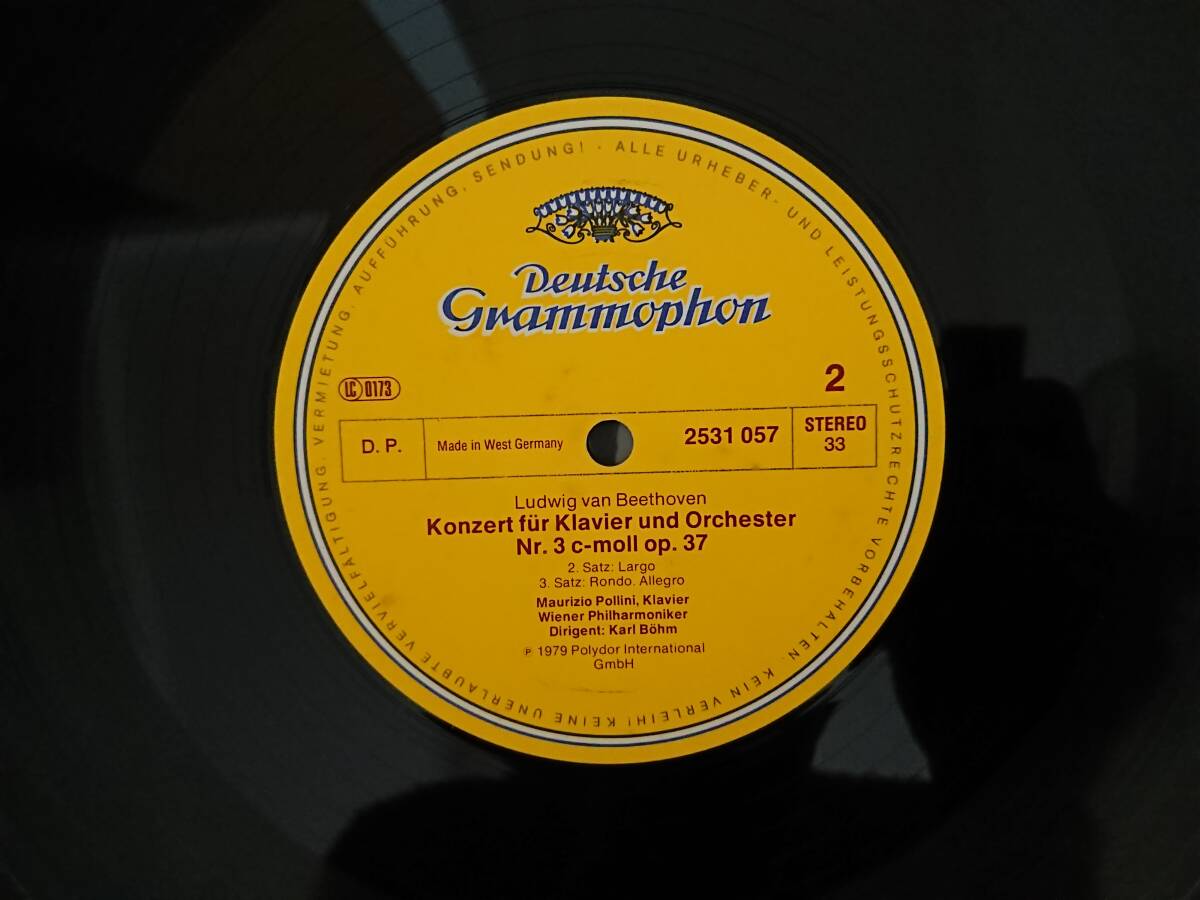 ALLE URHEBER- UND LEISTUNGSSCHUTZRECHTE VORBEHALTEN. KEIN VERLEIH! KEINE UNERLAUBTE VERVIELFÄLTIGUNG, VERMIETUNG, AUFFÜHRUNG, SENDUNG! ·
Deutsche
Grammophon
LC 0173
2
D. P.
Made in West Germany
2531 057
STEREO
33
Ludwig van Beethoven
Konzert für Klavier und Orchester
Nr. 3 c-moll op. 37
2. Satz: Largo
3. Satz: Rondo. Allegro
Maurizio Pollini, Klavier
Wiener Philharmoniker
Dirigent: Karl Böhm
℗ 1979 Polydor International
GmbH